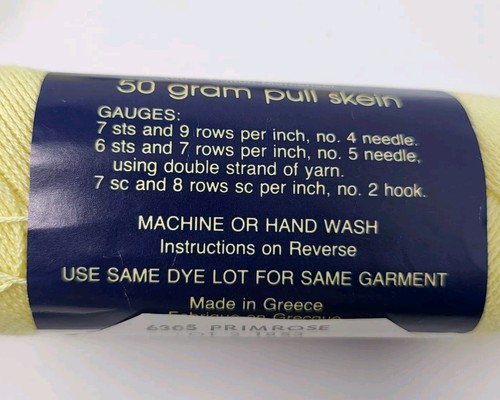 50 gram pull skein
GAUGES:
7 sts and 9 rows per inch, no. 4 needle.
6 sts and 7 rows per inch, no. 5 needle,
using double strand of yarn.
7 sc and 8 rows sc per inch, no. 2 hook.
MACHINE OR HAND WASH
Instructions on Reverse
USE SAME DYE LOT FOR SAME GARMENT
Made in Greece
Fabrique en Grecque
6305 PRIMROSE